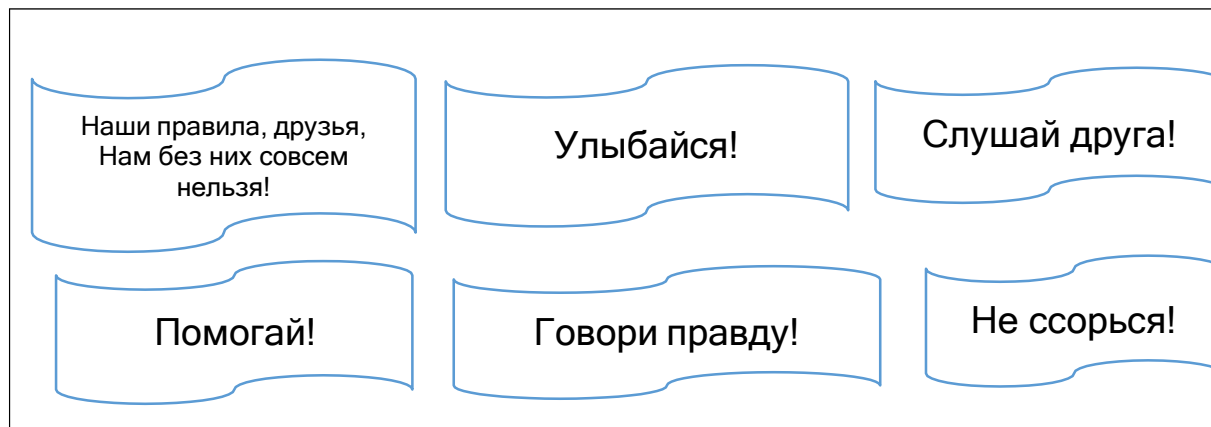 Наши правила, друзья,
Нам без них совсем
нельзя!
Улыбайся!
Слушай друга!
Помогай!
Говори правду!
Не ссорься!